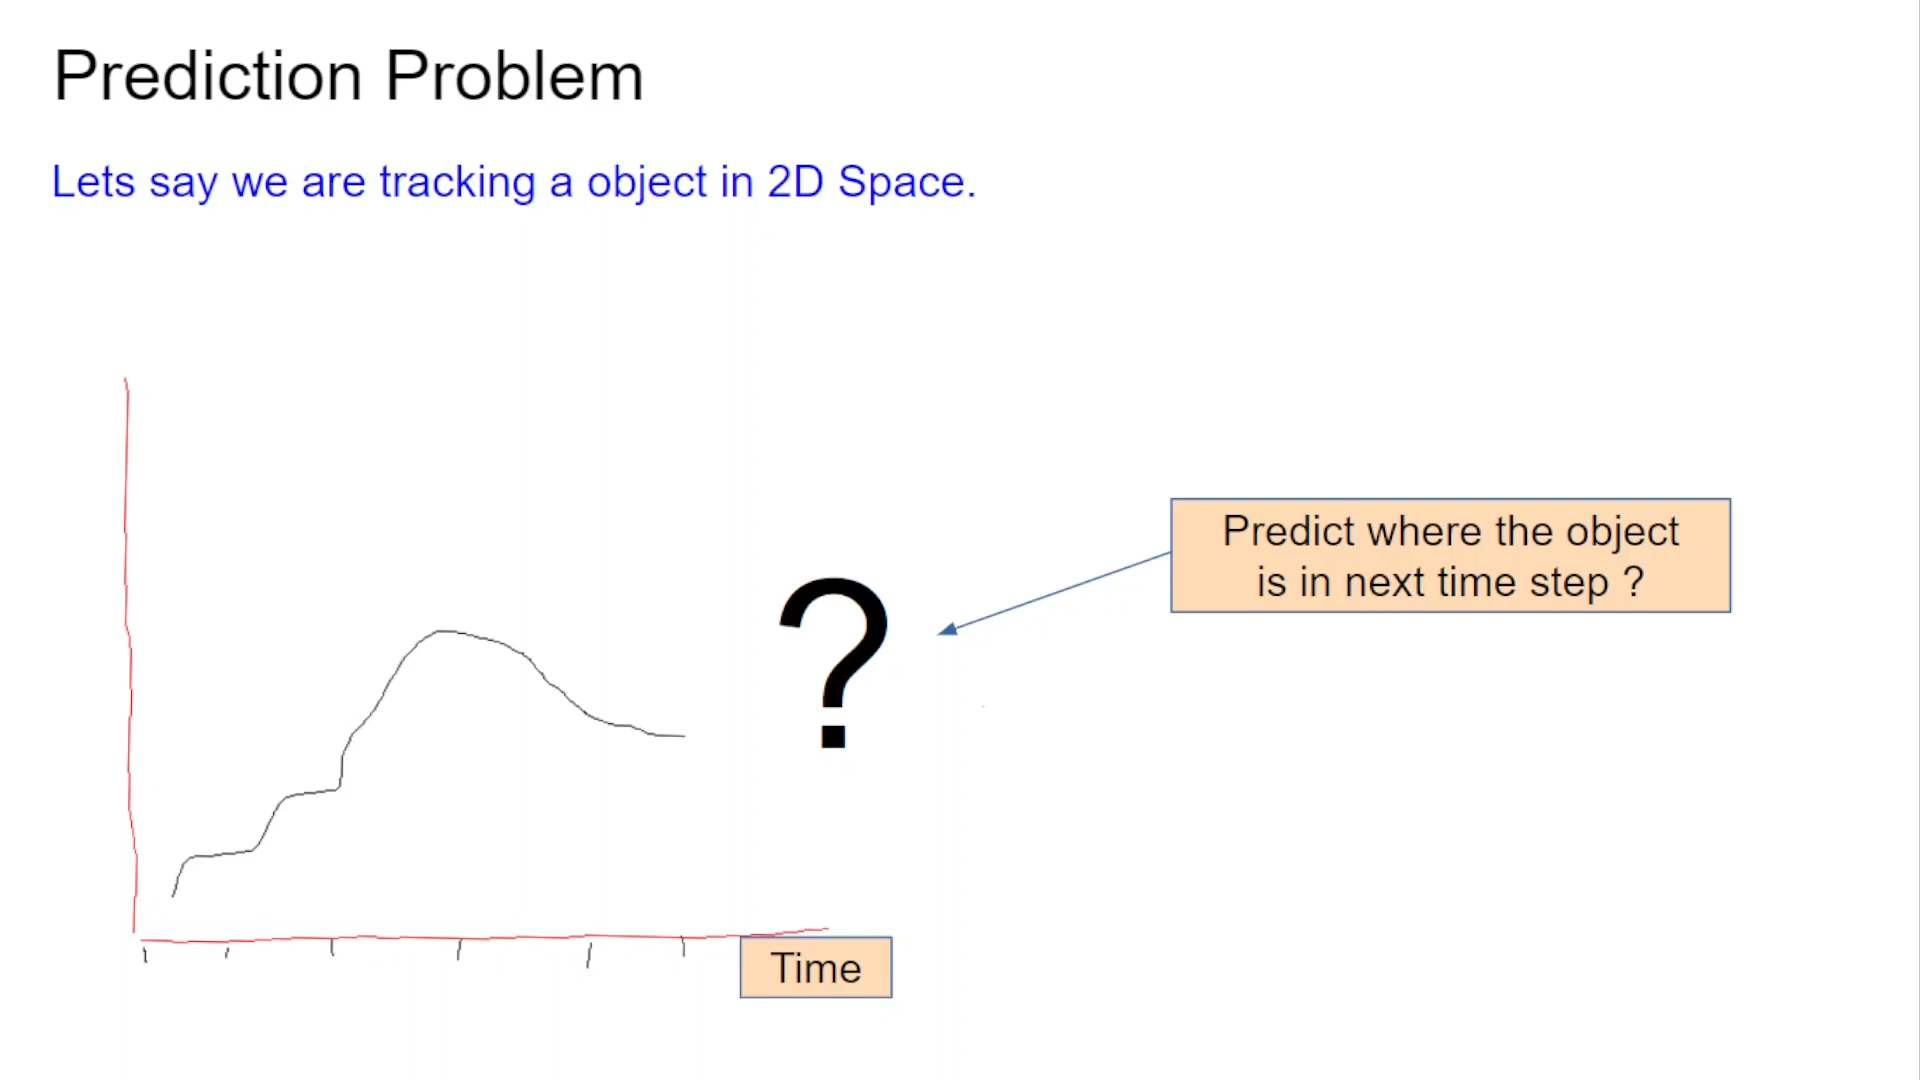 Prediction Problem
Lets say we are tracking a object in 2D Space.
Predict where the object
is in next time step ?
?
Time